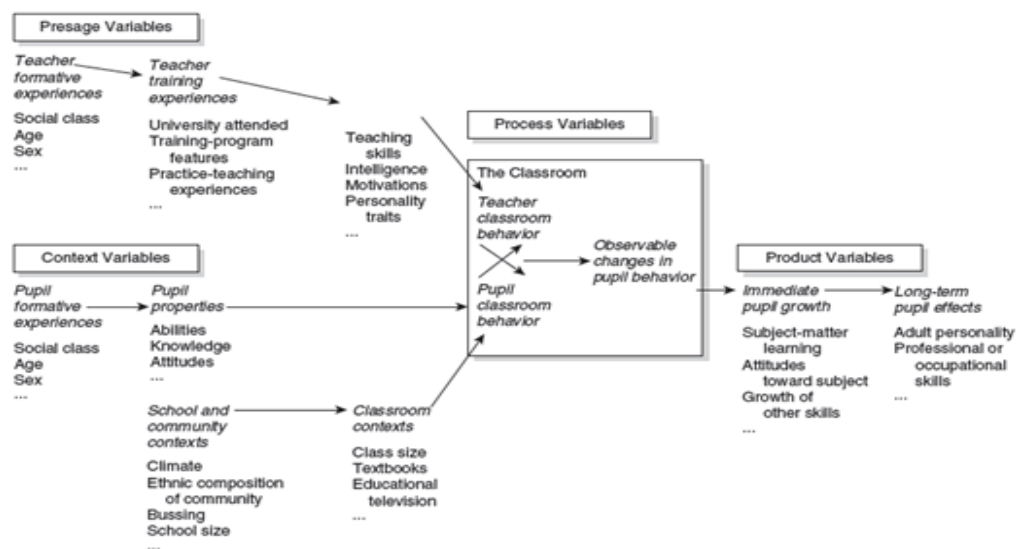 Presage Variables
Teacher
formative
experiences
Social class
Age
Sex
...
Teacher
training
experiences
University attended
Training-program
features
Practice-teaching
experiences
...
Teaching
skills
Intelligence
Motivations
Personality
traits
...
Process Variables
The Classroom
Teacher
classroom
behavior
Pupil
classroom
behavior
Observable
changes in
pupil behavior
Context Variables
Pupil
formative
experiences
Social class
Age
Sex
...
Pupil
properties
Abilities
Knowledge
Attitudes
...
School and
community
contexts
Climate
Ethnic composition
of community
Bussing
School size
...
Classroom
contexts
Class size
Textbooks
Educational
television
...
Product Variables
Immediate
pupil growth
Subject-matter
learning
Attitudes
toward subject
Growth of
other skills
...
Long-term
pupil effects
Adult personality
Professional or
occupational
skills
...